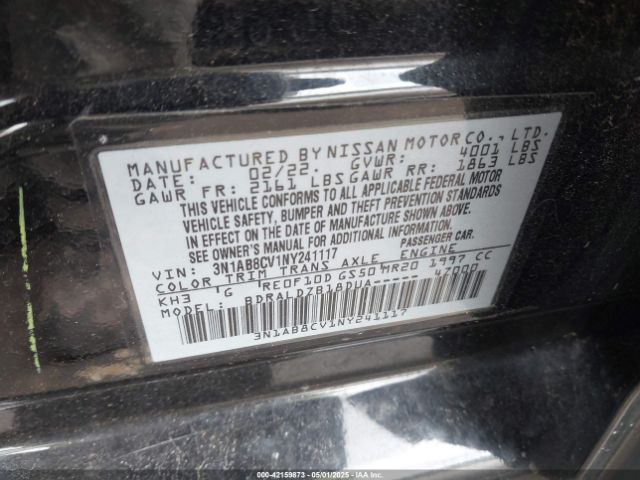 MANUFACTURED BY NISSAN MOTOR CO., LTD.
DATE: 02/22. GVWR: 4001 LBS
GAWR FR: 2161 LBS GAWR RR: 1863 LBS
THIS VEHICLE CONFORMS TO ALL APPLICABLE FEDERAL MOTOR
VEHICLE SAFETY, BUMPER AND THEFT PREVENTION STANDARDS
IN EFFECT ON THE DATE OF MANUFACTURE SHOWN ABOVE.
SEE OWNER'S MANUAL FOR ADDITIONAL INFORMATION
VIN: 3N1AB8CV1NY241117 PASSENGER CAR.
COLOR TRIM TRANS AXLE ENGINE
KH3 G RE0F10D GS50 MR20 1997 CC
MODEL: BDRALDZB18DUA----- 47000
3N1AB8CV1NY241117
© - 42159873 - 05/01/2025 - IAA Inc.